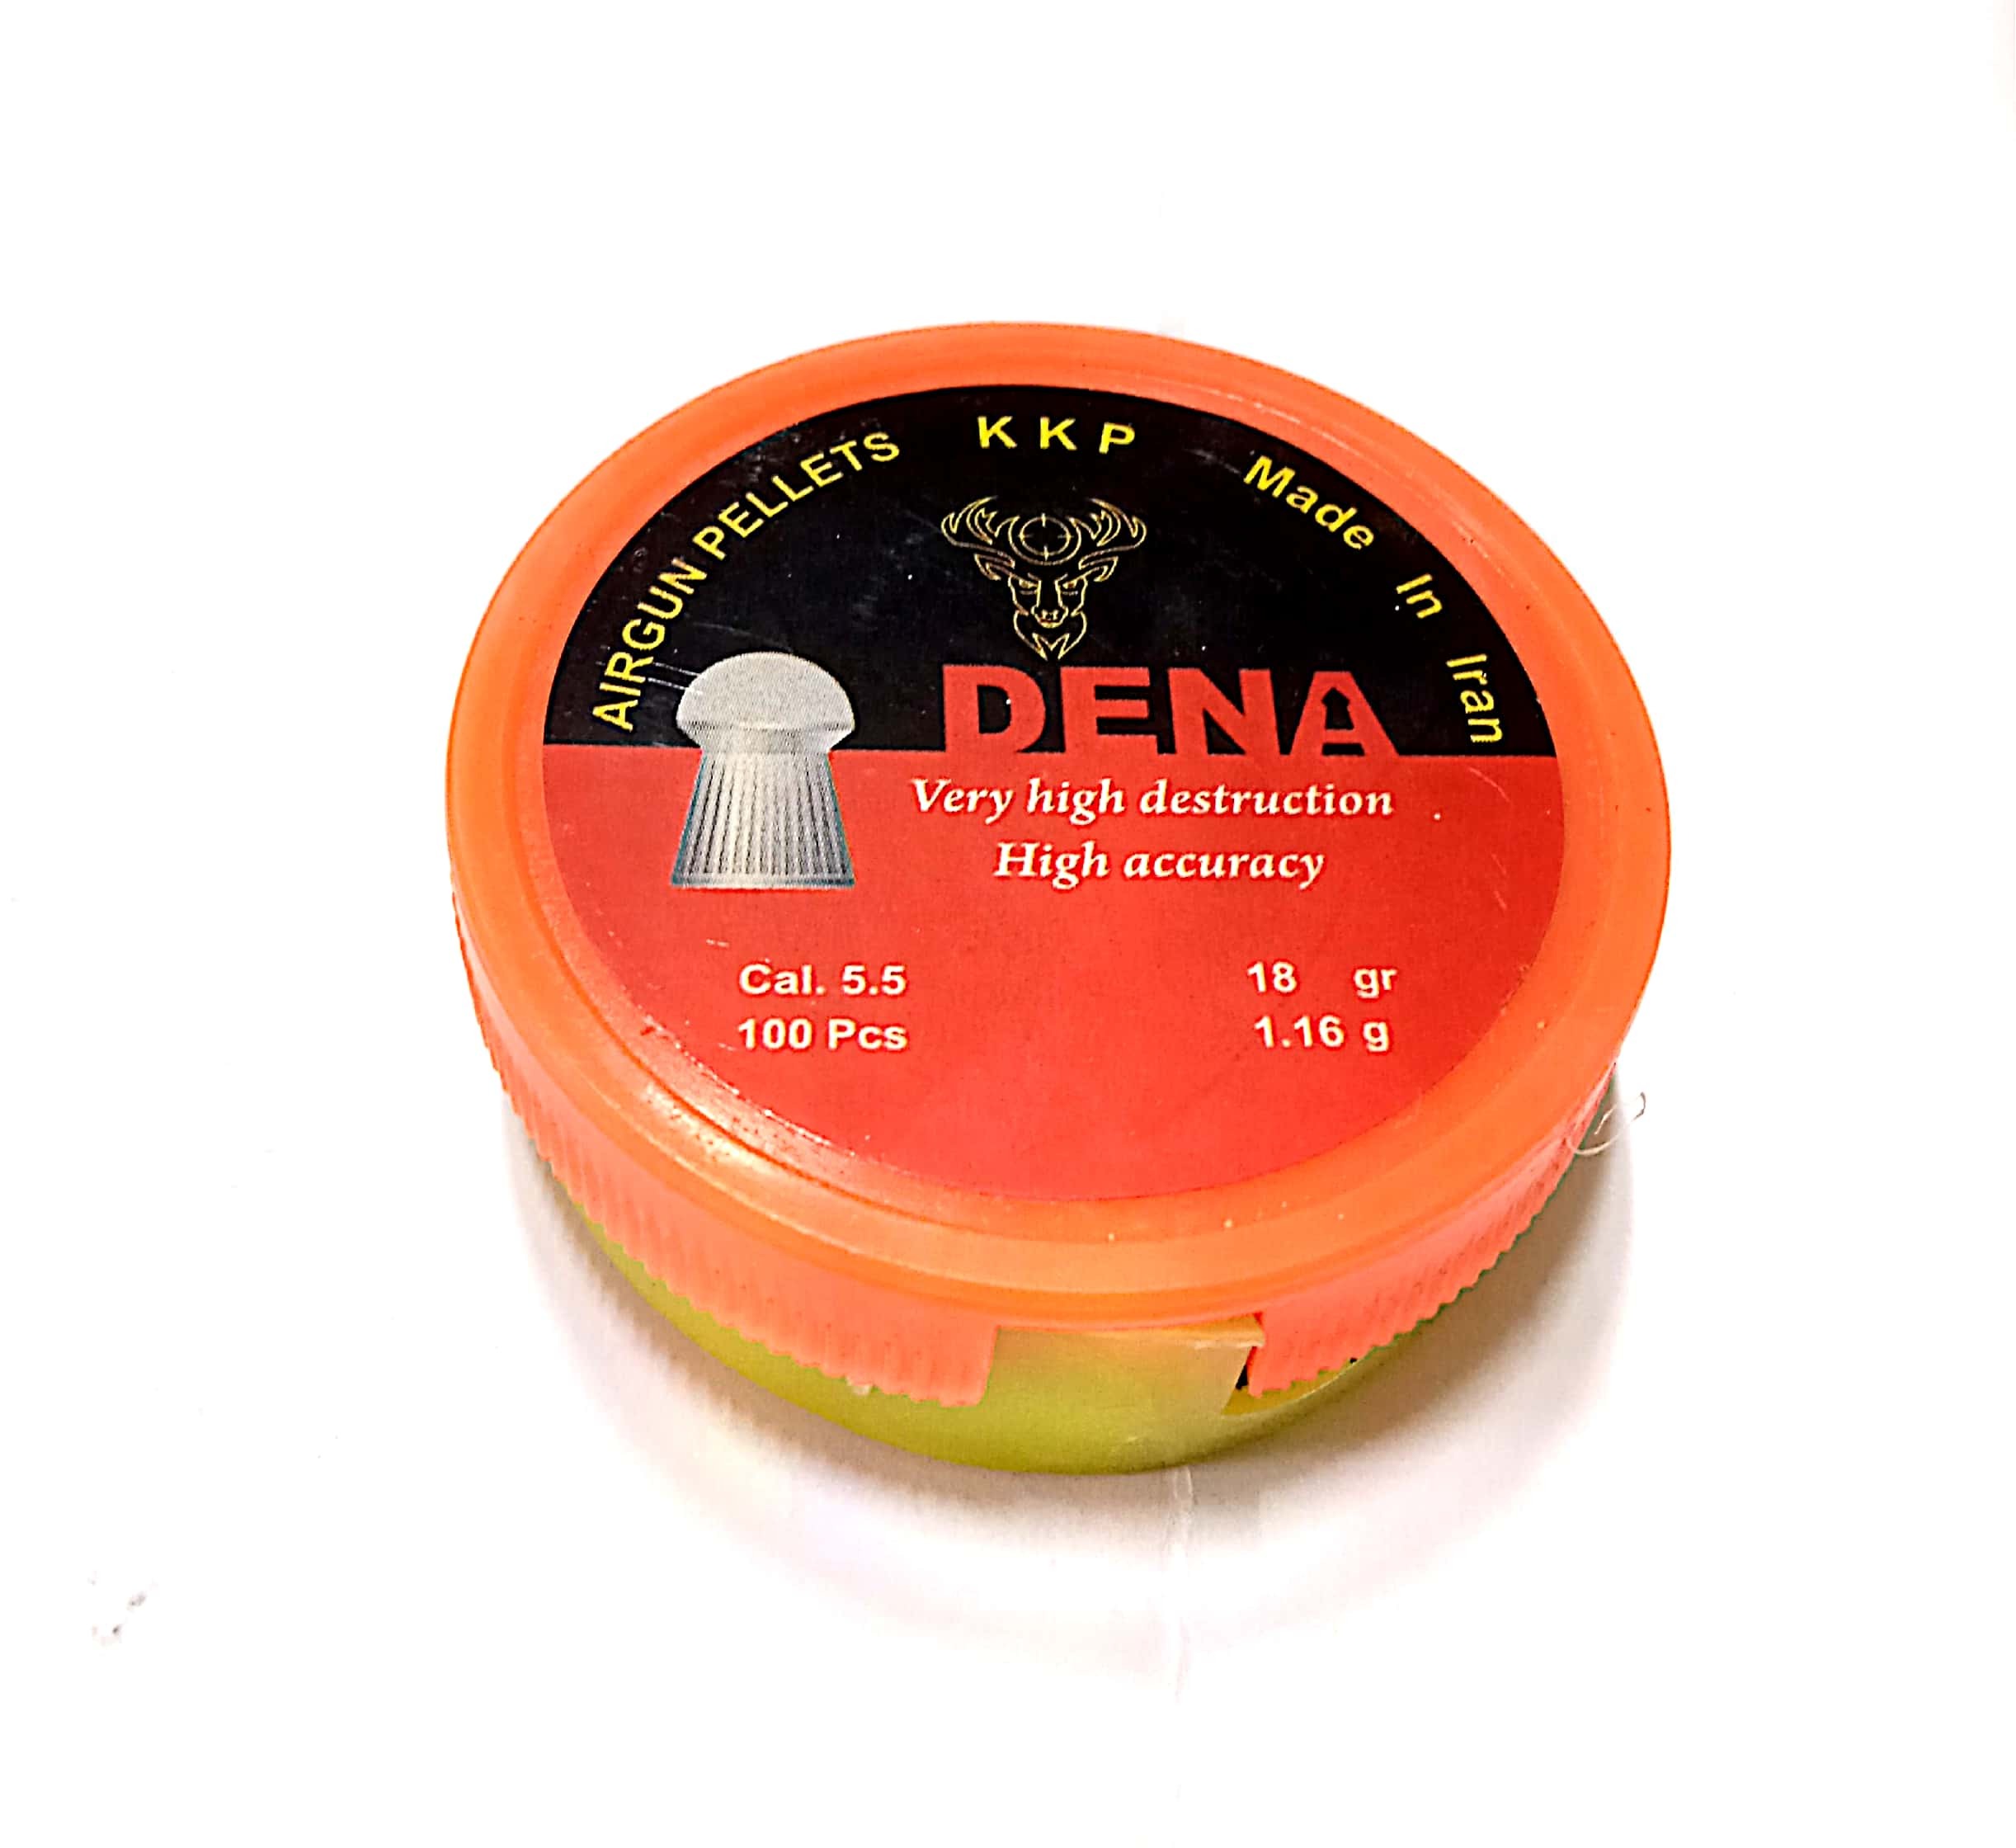 AIRGUN PELLETS KKP Made In Iran
DENA
Very high destruction
High accuracy
Cal. 5.5 18 gr
100 Pcs 1.16 g